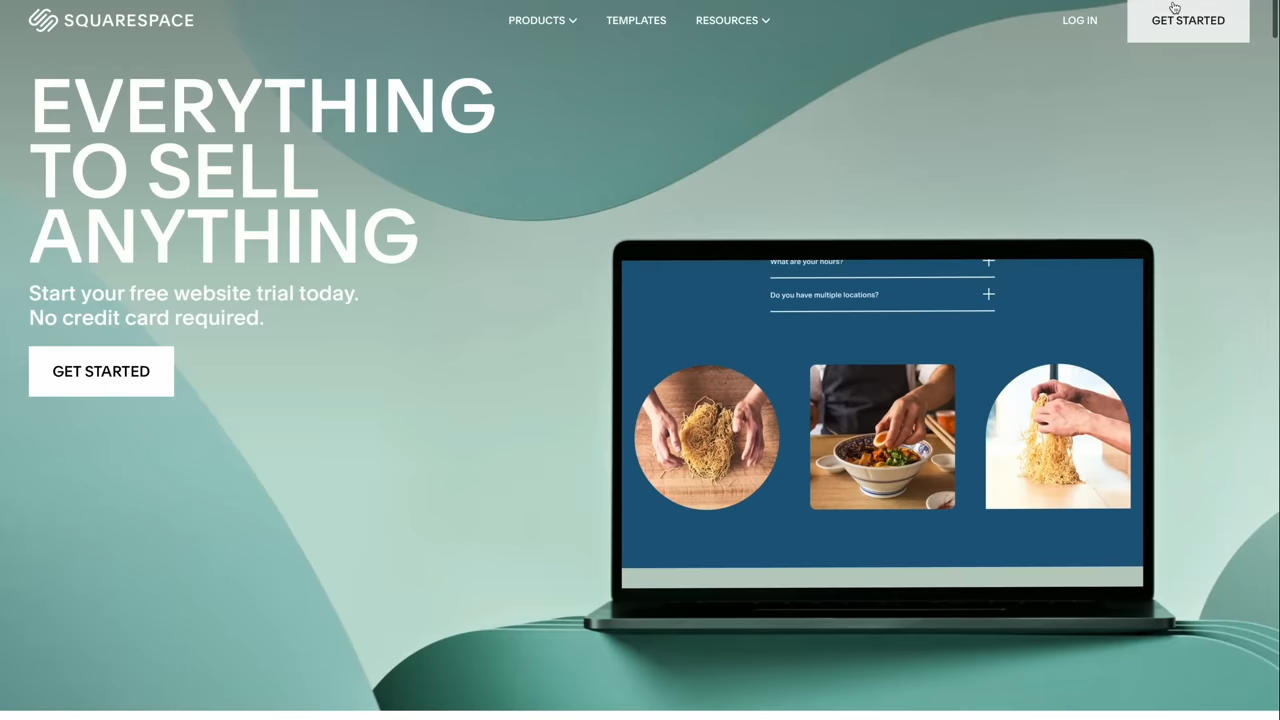 SQUARESPACE
PRODUCTS
TEMPLATES
RESOURCES
LOG IN
GET STARTED
EVERYTHING
TO SELL
ANYTHING
Start your free website trial today.
No credit card required.
GET STARTED
What are your hours?
Do you have multiple locations?